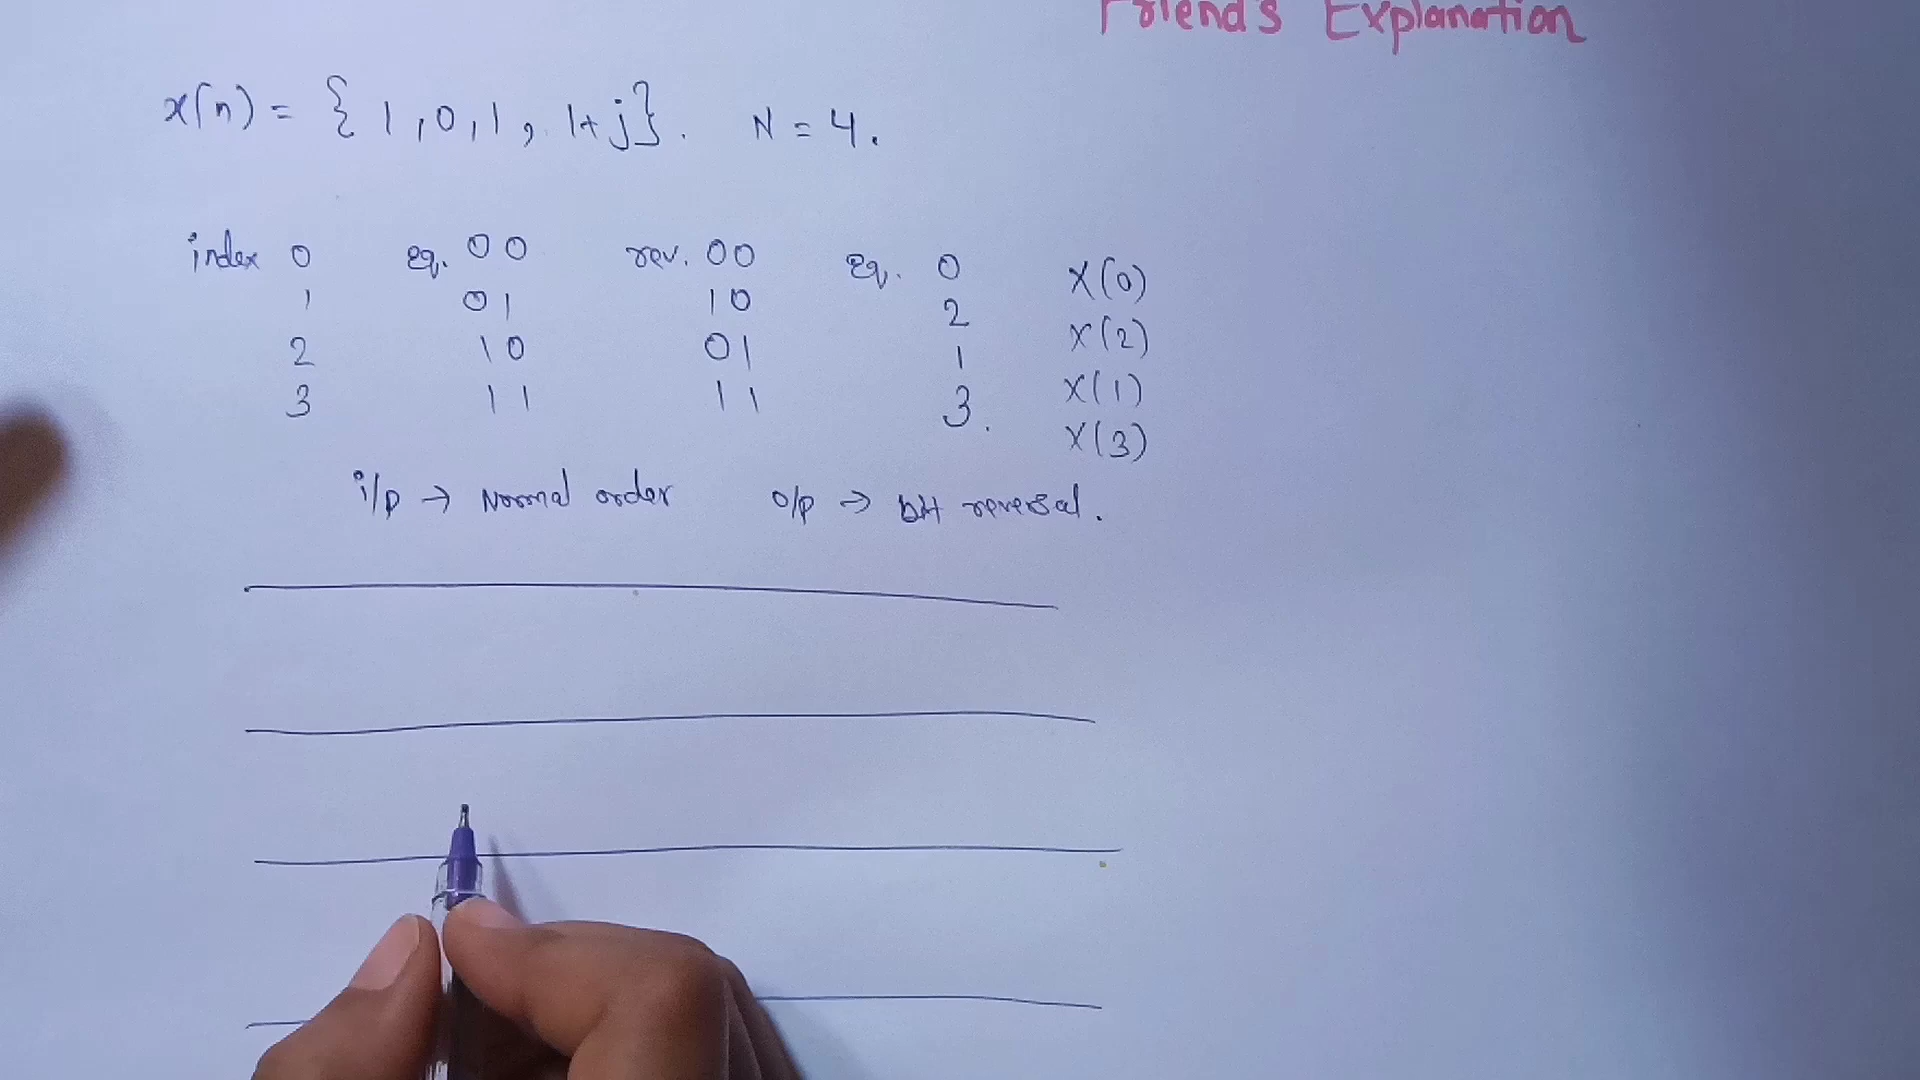 Friend's Explanation
x(n) = { 1, 0, 1, 1+j}. N = 4.
index 0 eq. 00 rev. 00 eq. 0 X(0)
1 01 10 2 X(2)
2 10 01 1 X(1)
3 11 11 3. X(3)
i/p → Normal order o/p → bit reversal.